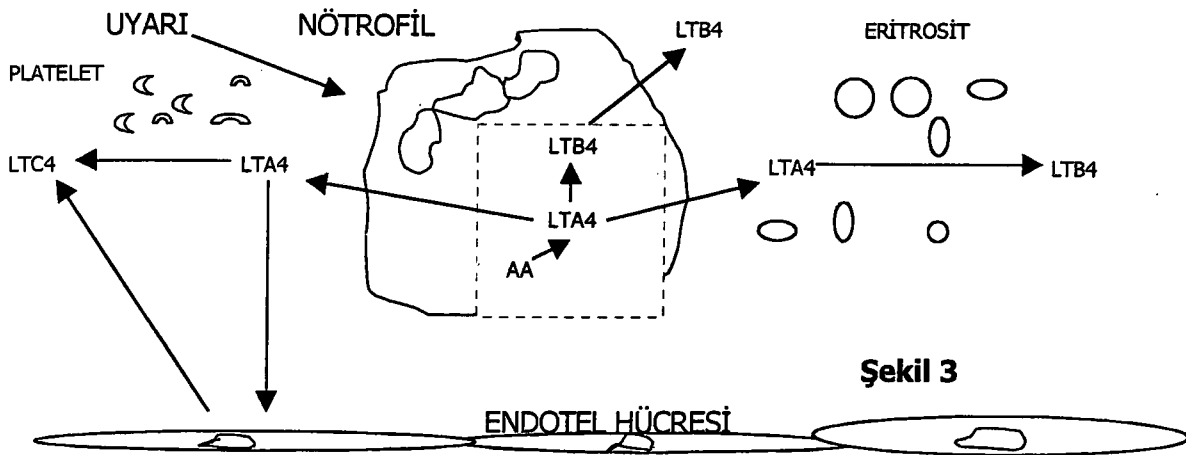 UYARI
NÖTROFİL
LTB4
ERİTROSİT
PLATELET
LTB4
LTC4
LTA4
LTA4
LTB4
LTA4
AA
Şekil 3
ENDOTEL HÜCRESİ